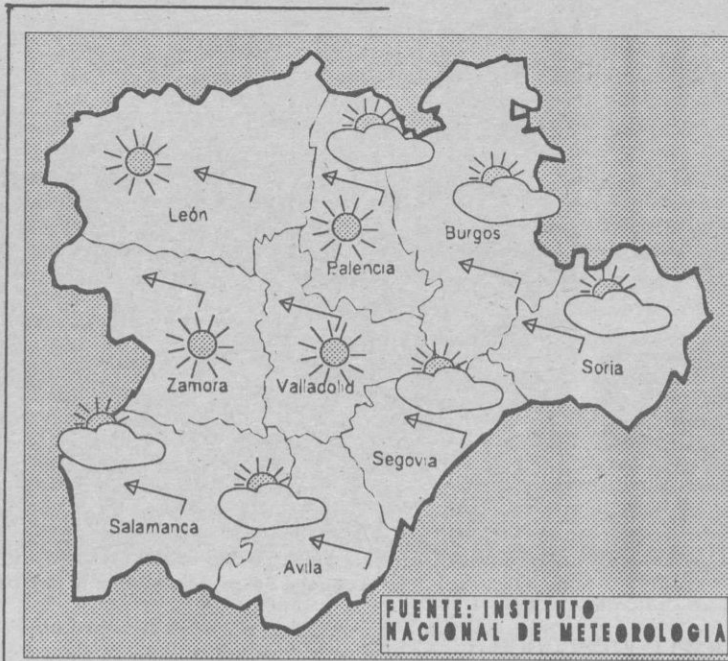 León
Burgos
Palencia
Zamora
Valladolid
Soria
Segovia
Salamanca
Avila
FUENTE: INSTITUTO
NACIONAL DE METEOROLOGIA